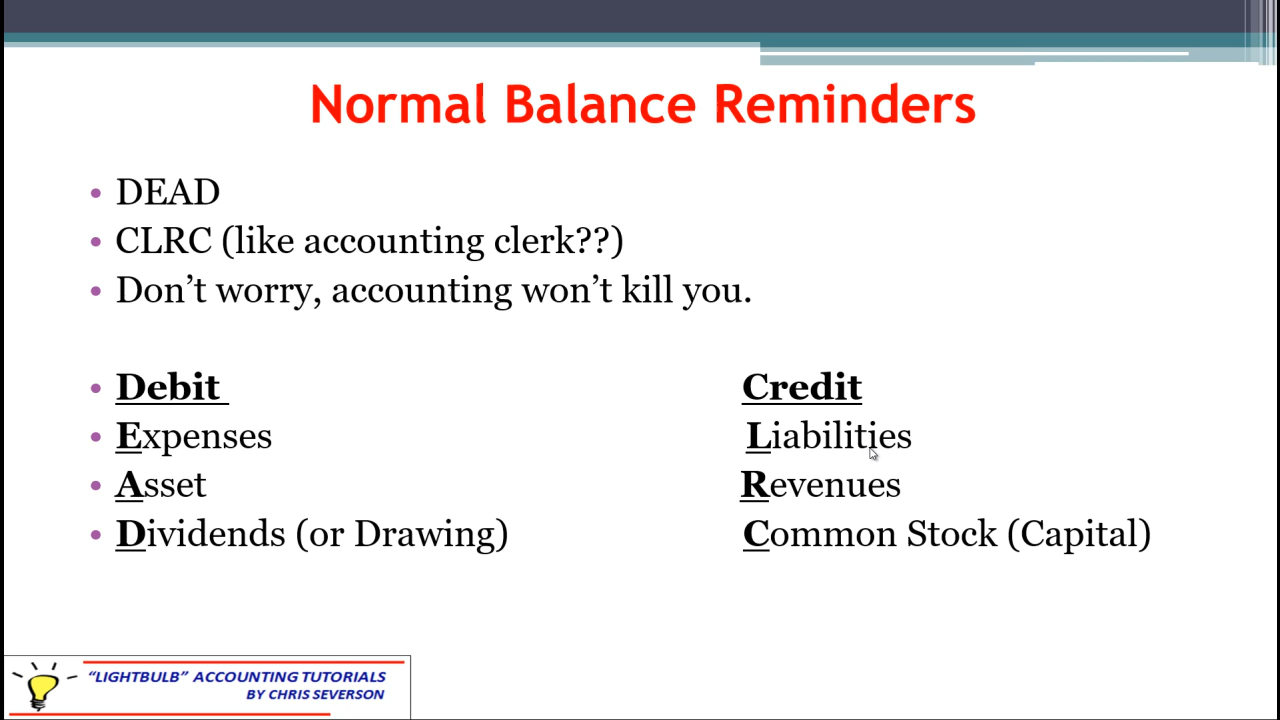 Normal Balance Reminders
• DEAD
• CLRC (like accounting clerk??)
• Don’t worry, accounting won’t kill you.
• Debit Credit
• Expenses Liabilities
• Asset Revenues
• Dividends (or Drawing) Common Stock (Capital)
“LIGHTBULB” ACCOUNTING TUTORIALS
BY CHRIS SEVERSON